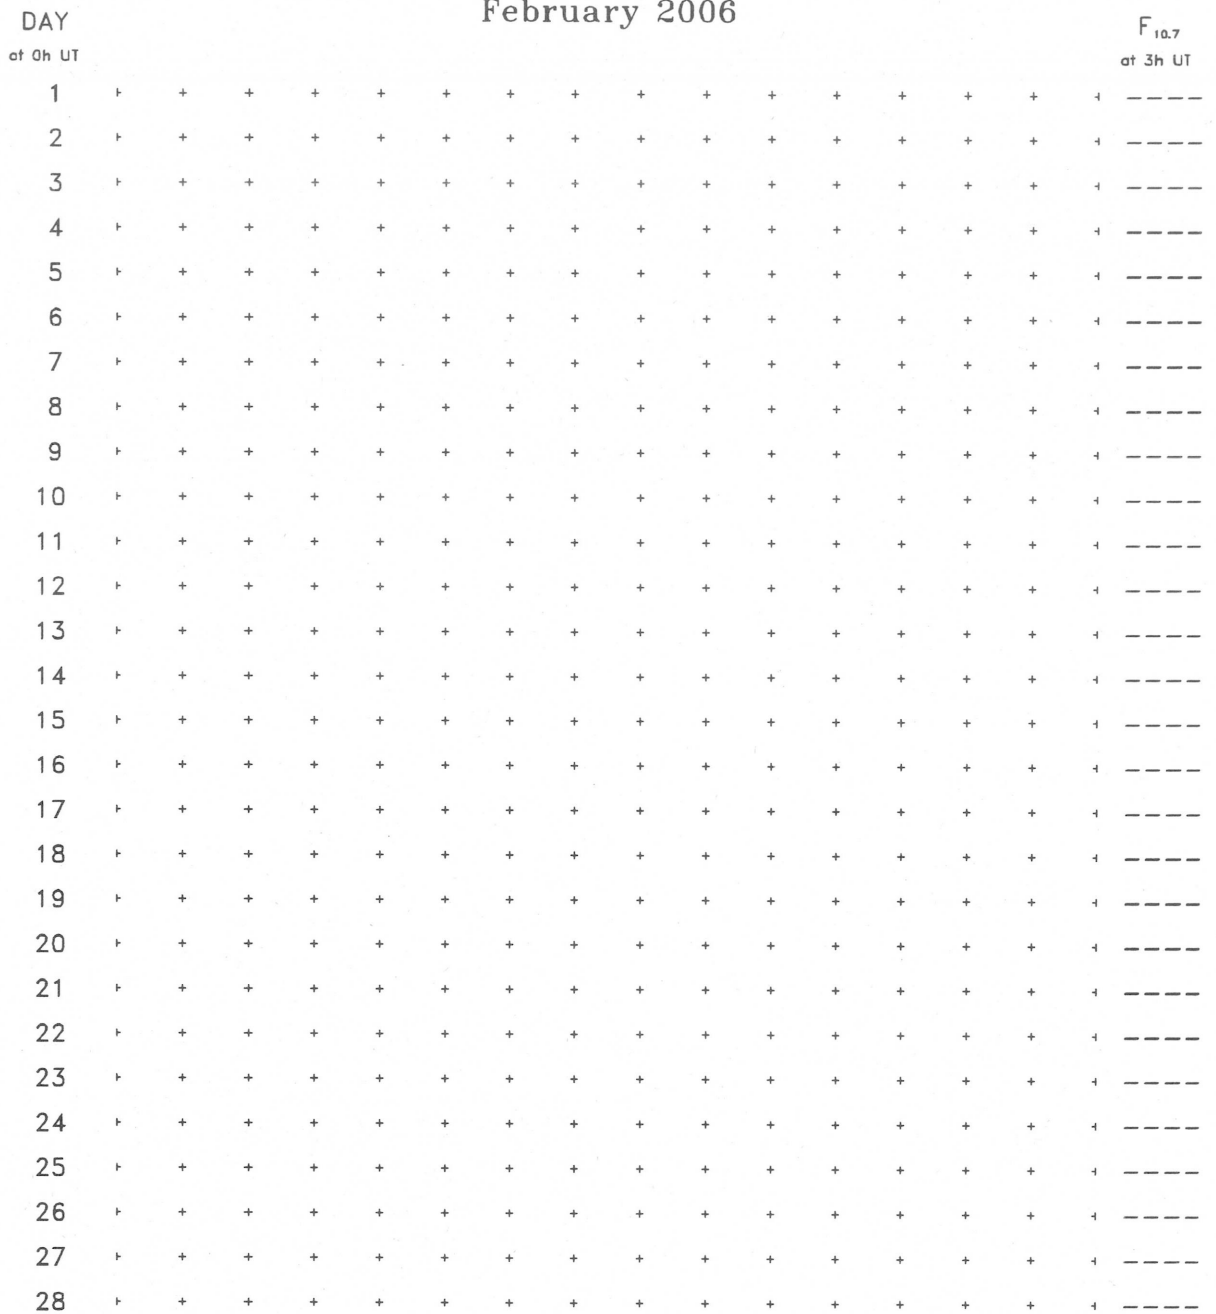 February 2006
DAY
at 0h UT
F10.7
at 3h UT
1 ⊦ + + + + + + + + + + + + + + ⊣ ————
2 ⊦ + + + + + + + + + + + + + + ⊣ ————
3 ⊦ + + + + + + + + + + + + + + ⊣ ————
4 ⊦ + + + + + + + + + + + + + + ⊣ ————
5 ⊦ + + + + + + + + + + + + + + ⊣ ————
6 ⊦ + + + + + + + + + + + + + + ⊣ ————
7 ⊦ + + + + + + + + + + + + + + ⊣ ————
8 ⊦ + + + + + + + + + + + + + + ⊣ ————
9 ⊦ + + + + + + + + + + + + + + ⊣ ————
10 ⊦ + + + + + + + + + + + + + + ⊣ ————
11 ⊦ + + + + + + + + + + + + + + ⊣ ————
12 ⊦ + + + + + + + + + + + + + + ⊣ ————
13 ⊦ + + + + + + + + + + + + + + ⊣ ————
14 ⊦ + + + + + + + + + + + + + + ⊣ ————
15 ⊦ + + + + + + + + + + + + + + ⊣ ————
16 ⊦ + + + + + + + + + + + + + + ⊣ ————
17 ⊦ + + + + + + + + + + + + + + ⊣ ————
18 ⊦ + + + + + + + + + + + + + + ⊣ ————
19 ⊦ + + + + + + + + + + + + + + ⊣ ————
20 ⊦ + + + + + + + + + + + + + + ⊣ ————
21 ⊦ + + + + + + + + + + + + + + ⊣ ————
22 ⊦ + + + + + + + + + + + + + + ⊣ ————
23 ⊦ + + + + + + + + + + + + + + ⊣ ————
24 ⊦ + + + + + + + + + + + + + + ⊣ ————
25 ⊦ + + + + + + + + + + + + + + ⊣ ————
26 ⊦ + + + + + + + + + + + + + + ⊣ ————
27 ⊦ + + + + + + + + + + + + + + ⊣ ————
28 ⊦ + + + + + + + + + + + + + + ⊣ ————